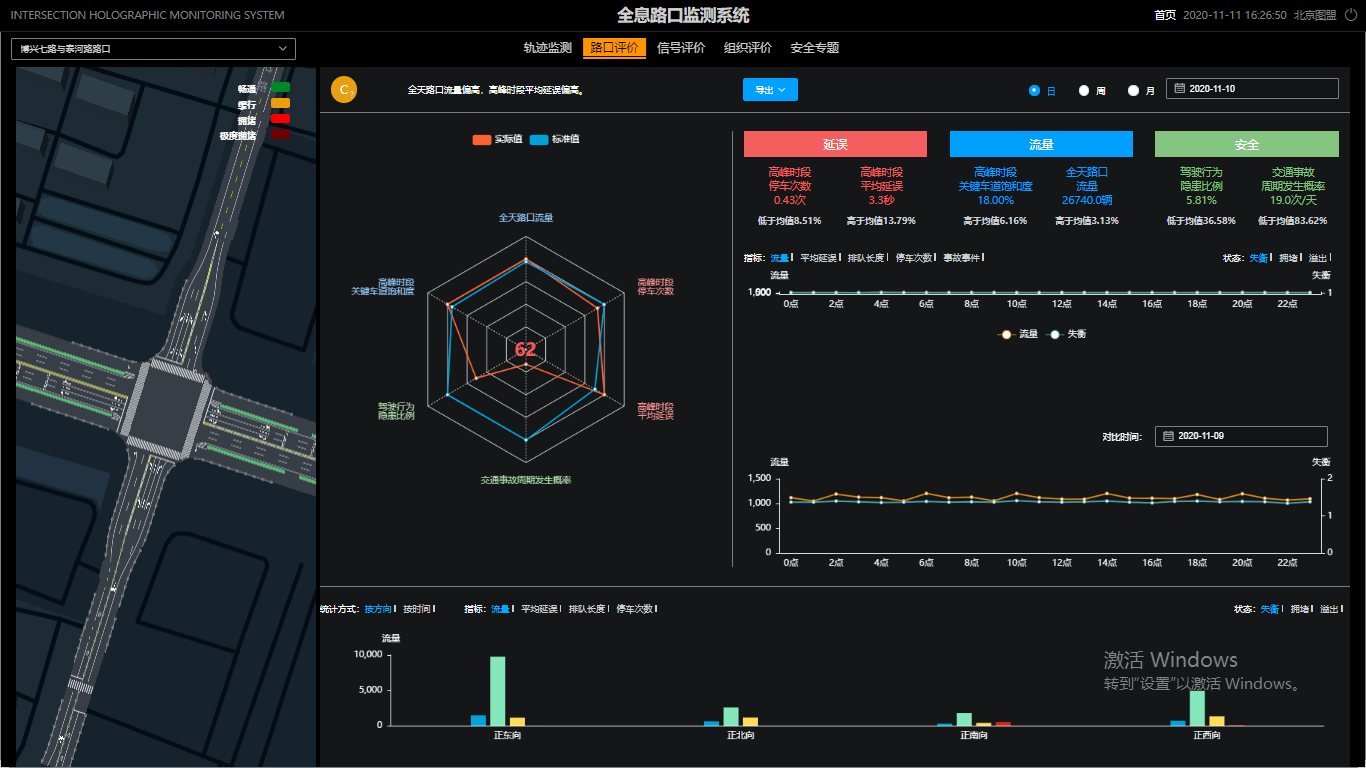 INTERSECTION HOLOGRAPHIC MONITORING SYSTEM
全息路口监测系统
首页 2020-11-11 16:26:50 北京图盟
博兴七路与泰河路路口
轨迹监测 路口评价 信号评价 组织评价 安全专题
畅通
缓行
拥堵
极度拥堵
C
全天路口流量偏高，高峰时段平均延误偏高。
导出
日 周 月
2020-11-10
实际值 标准值
全天路口流量
高峰时段
停车次数
高峰时段
平均延误
交通事故周期发生概率
驾驶行为
隐患比例
高峰时段
关键车道饱和度
62
延误
高峰时段
停车次数
0.43次
低于均值8.51%
高峰时段
平均延误
3.3秒
高于均值13.79%
流量
高峰时段
关键车道饱和度
18.00%
高于均值6.16%
全天路口
流量
26740.0辆
高于均值3.13%
安全
驾驶行为
隐患比例
5.81%
低于均值36.58%
交通事故
周期发生概率
19.0次/天
低于均值83.62%
指标： 流量 平均延误 排队长度 停车次数 事故事件
状态： 失衡 拥堵 溢出
流量 失衡
1
0点 2点 4点 6点 8点 10点 12点 14点 16点 18点 20点 22点
流量 失衡
对比时间： 2020-11-09
流量 失衡
1,500 2
1,000
1
500
0 0
0点 2点 4点 6点 8点 10点 12点 14点 16点 18点 20点 22点
统计方式： 按方向 按时间 指标： 流量 平均延误 排队长度 停车次数
状态： 失衡 拥堵 溢出
流量
10,000
5,000
0
正东向 正北向 正南向 正西向
激活 Windows
转到"设置"以激活 Windows。